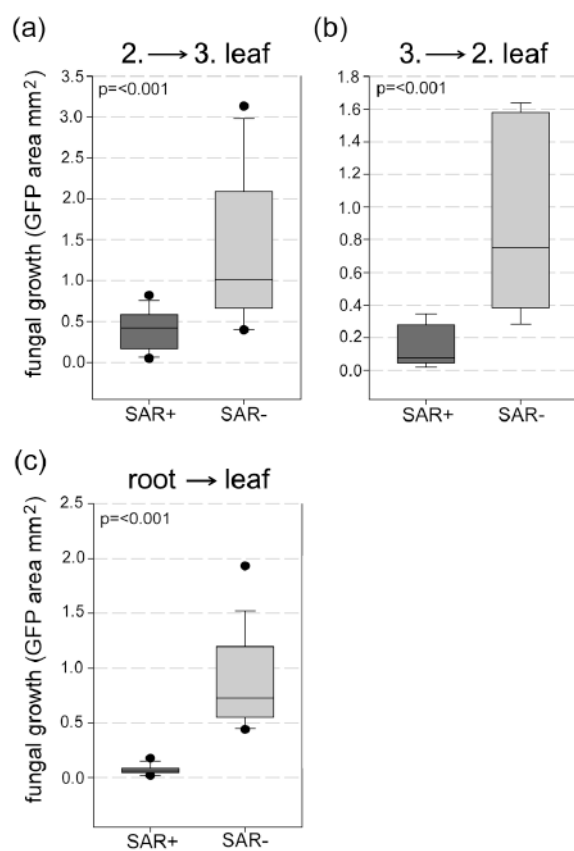 (a)
2. → 3. leaf
p=<0.001
fungal growth (GFP area mm²)
3.5
3.0
2.5
2.0
1.5
1.0
0.5
0.0
SAR+ SAR-
(b)
3. → 2. leaf
p=<0.001
1.8
1.6
1.4
1.2
1.0
0.8
0.6
0.4
0.2
0.0
SAR+ SAR-
(c)
root → leaf
p=<0.001
fungal growth (GFP area mm²)
2.5
2.0
1.5
1.0
0.5
0.0
SAR+ SAR-